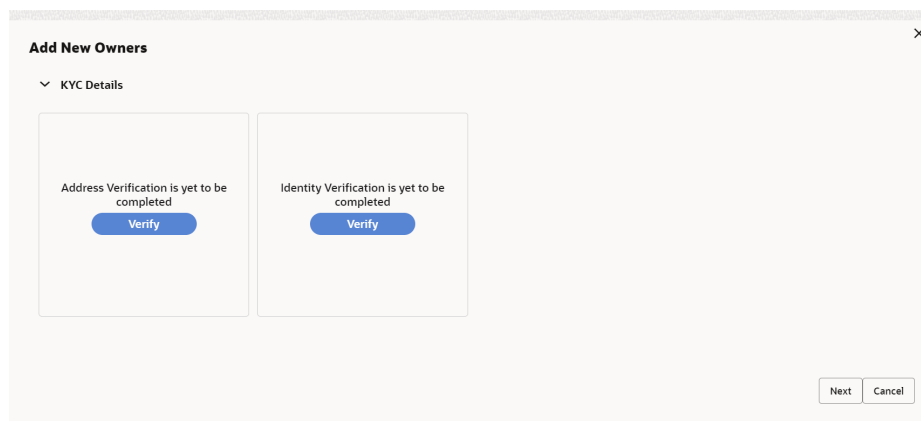 Add New Owners
KYC Details
Address Verification is yet to be
completed
Verify
Identity Verification is yet to be
completed
Verify
Next
Cancel